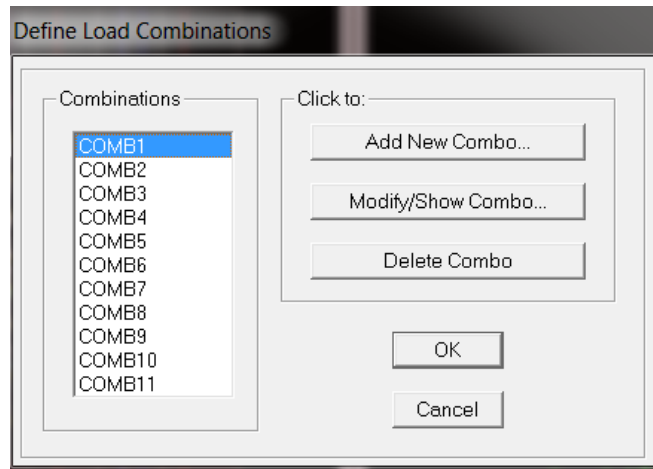 Define Load Combinations
Combinations
COMB1
COMB2
COMB3
COMB4
COMB5
COMB6
COMB7
COMB8
COMB9
COMB10
COMB11
Click to:
Add New Combo...
Modify/Show Combo...
Delete Combo
OK
Cancel